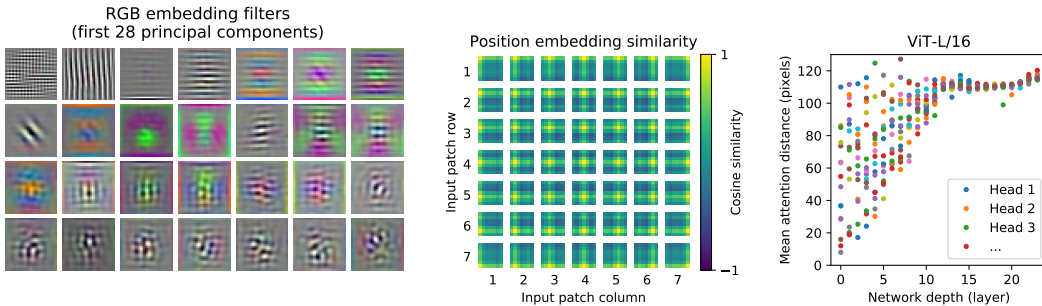 RGB embedding filters
(first 28 principal components)
Position embedding similarity
Input patch row
1
2
3
4
5
6
7
1 2 3 4 5 6 7
Input patch column
1
−1
Cosine similarity
ViT-L/16
Mean attention distance (pixels)
120
100
80
60
40
20
0
0 5 10 15 20
Network depth (layer)
Head 1
Head 2
Head 3
...